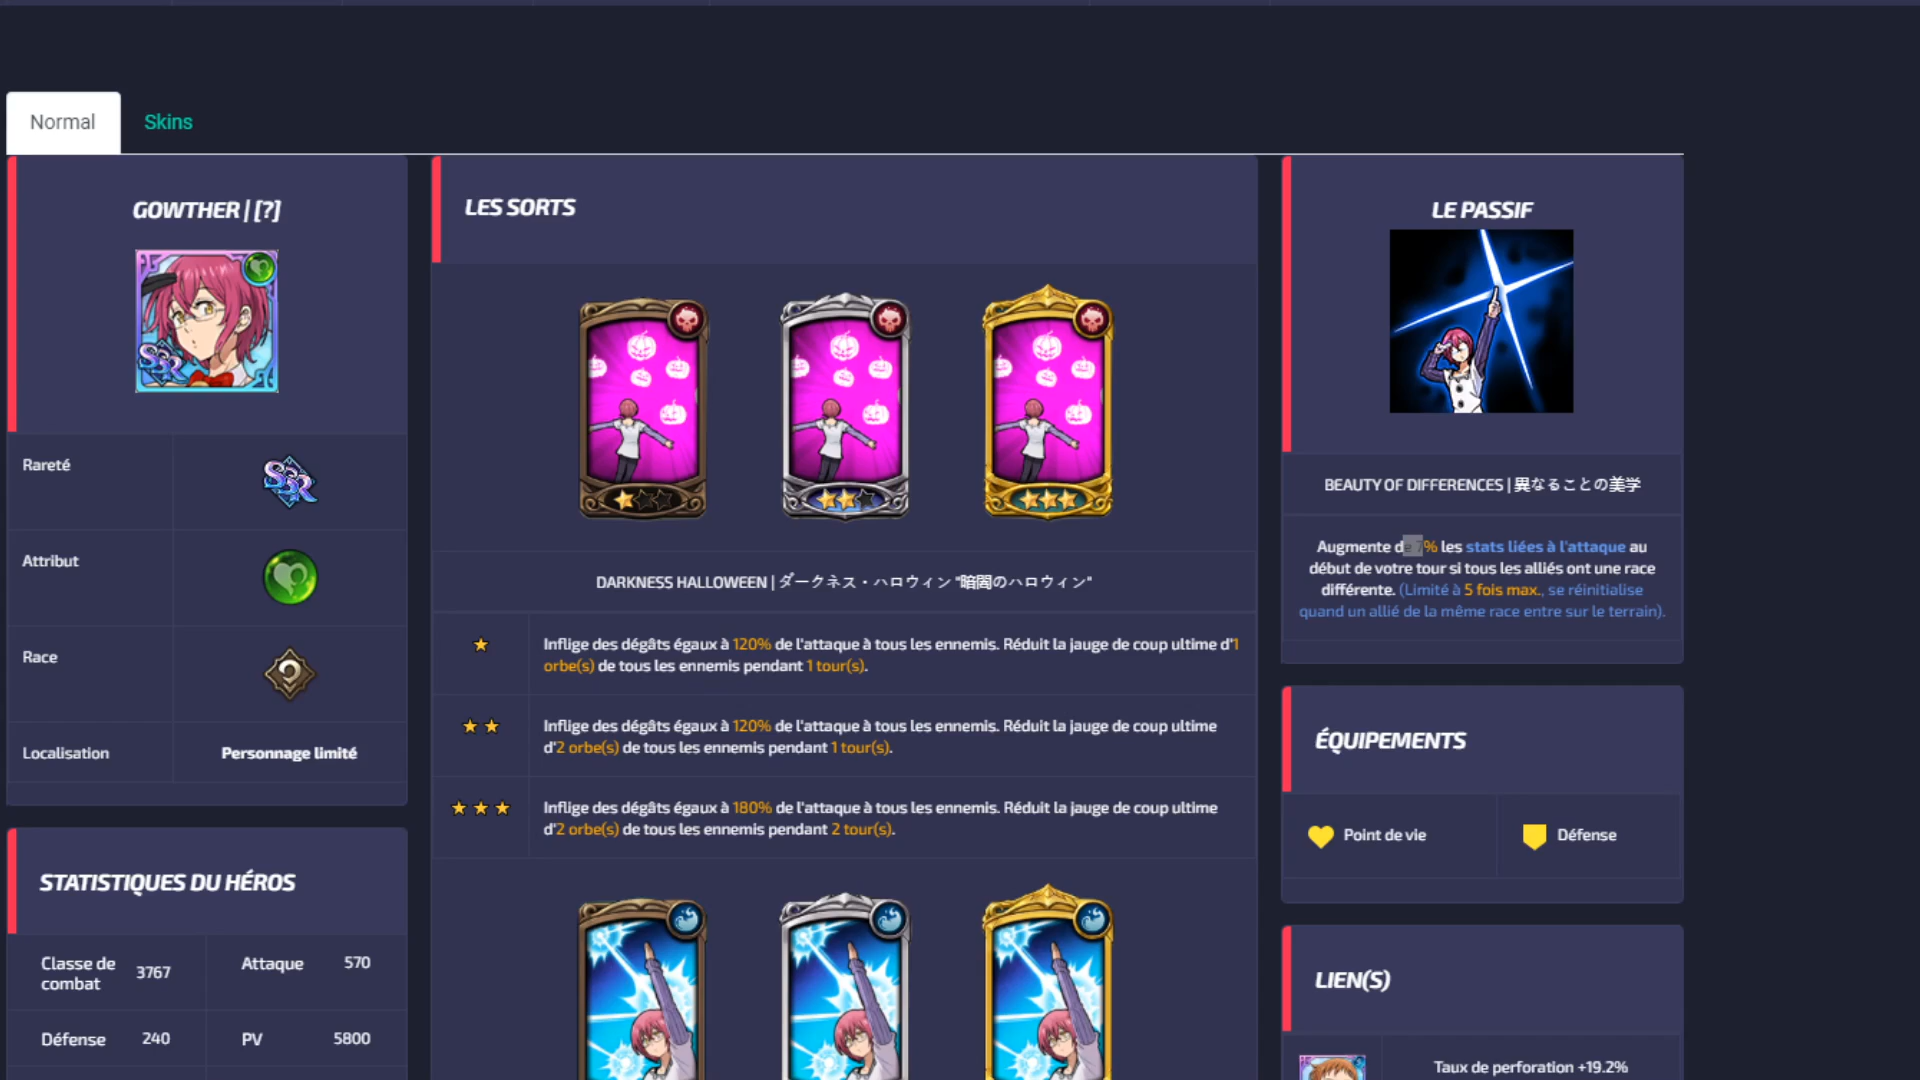 Normal
Skins
GOWTHER | [?]
SSR
Rareté
SSR
Attribut
Race
Localisation
Personnage limité
STATISTIQUES DU HÉROS
Classe de combat
3767
Attaque
570
Défense
240
PV
5800
LES SORTS
DARKNESS HALLOWEEN | ダークネス・ハロウィン "暗闇のハロウィン"
Inflige des dégâts égaux à 120% de l'attaque à tous les ennemis. Réduit la jauge de coup ultime d'1
orbe(s) de tous les ennemis pendant 1 tour(s).
Inflige des dégâts égaux à 120% de l'attaque à tous les ennemis. Réduit la jauge de coup ultime
d'2 orbe(s) de tous les ennemis pendant 1 tour(s).
Inflige des dégâts égaux à 180% de l'attaque à tous les ennemis. Réduit la jauge de coup ultime
d'2 orbe(s) de tous les ennemis pendant 2 tour(s).
LE PASSIF
BEAUTY OF DIFFERENCES | 異なることの美学
Augmente de 7% les stats liées à l'attaque au
début de votre tour si tous les alliés ont une race
différente. (Limité à 5 fois max., se réinitialise
quand un allié de la même race entre sur le terrain).
ÉQUIPEMENTS
Point de vie
Défense
LIEN(S)
Taux de perforation +19.2%